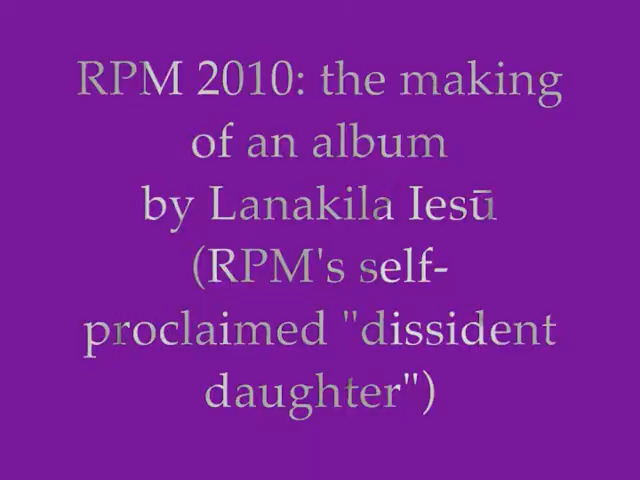 RPM 2010: the making
of an album
by Lanakila Iesū
(RPM's self-
proclaimed "dissident
daughter")